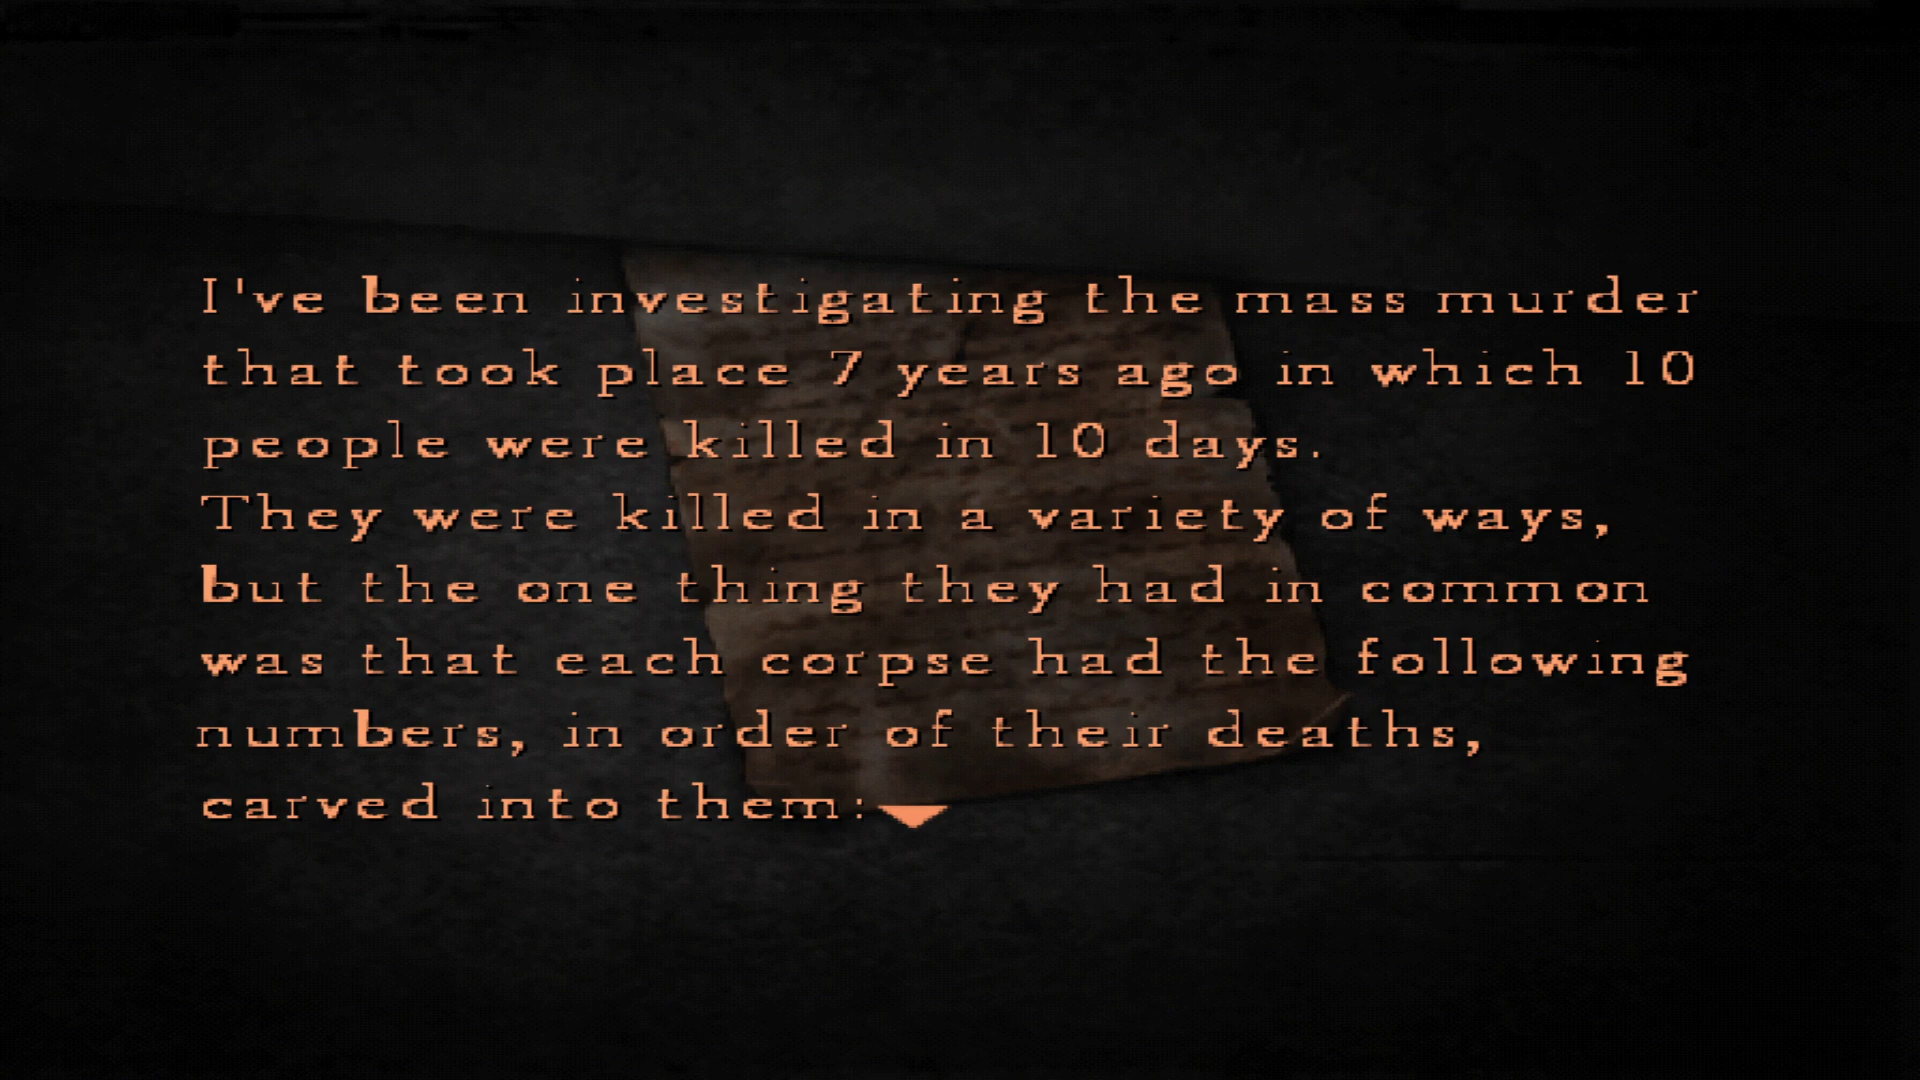 I've been investigating the mass murder
that took place 7 years ago in which 10
people were killed in 10 days.
They were killed in a variety of ways,
but the one thing they had in common
was that each corpse had the following
numbers, in order of their deaths,
carved into them: